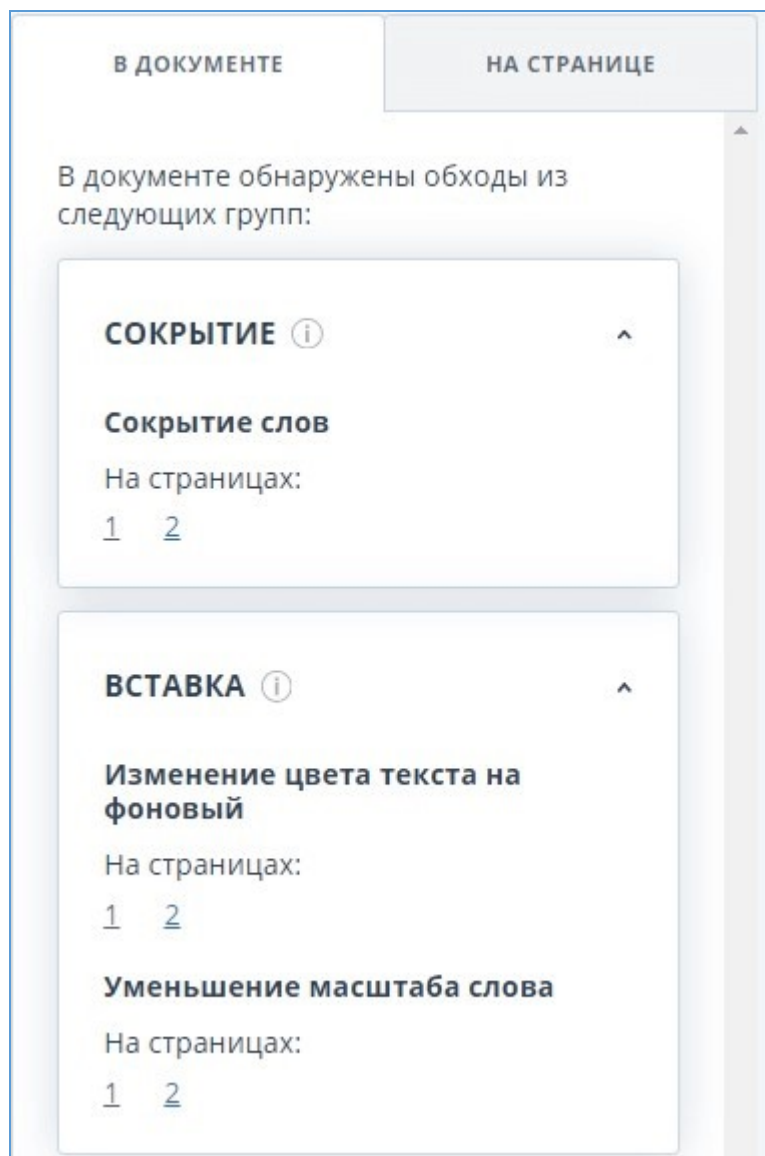 В ДОКУМЕНТЕ НА СТРАНИЦЕ
В документе обнаружены обходы из
следующих групп:
СОКРЫТИЕ
Сокрытие слов
На страницах:
1 2
ВСТАВКА
Изменение цвета текста на
фоновый
На страницах:
1 2
Уменьшение масштаба слова
На страницах:
1 2